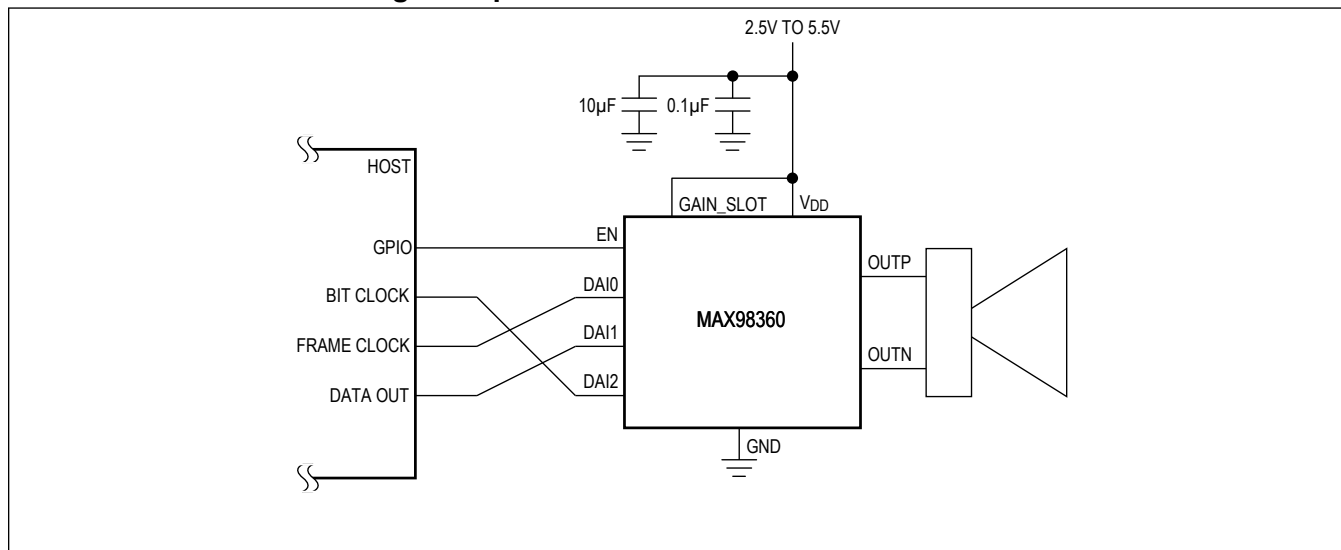 2.5V TO 5.5V
10µF
0.1µF
HOST
GAIN_SLOT
VDD
GPIO
EN
BIT CLOCK
DAI0
FRAME CLOCK
DAI1
DATA OUT
DAI2
MAX98360
OUTP
OUTN
GND